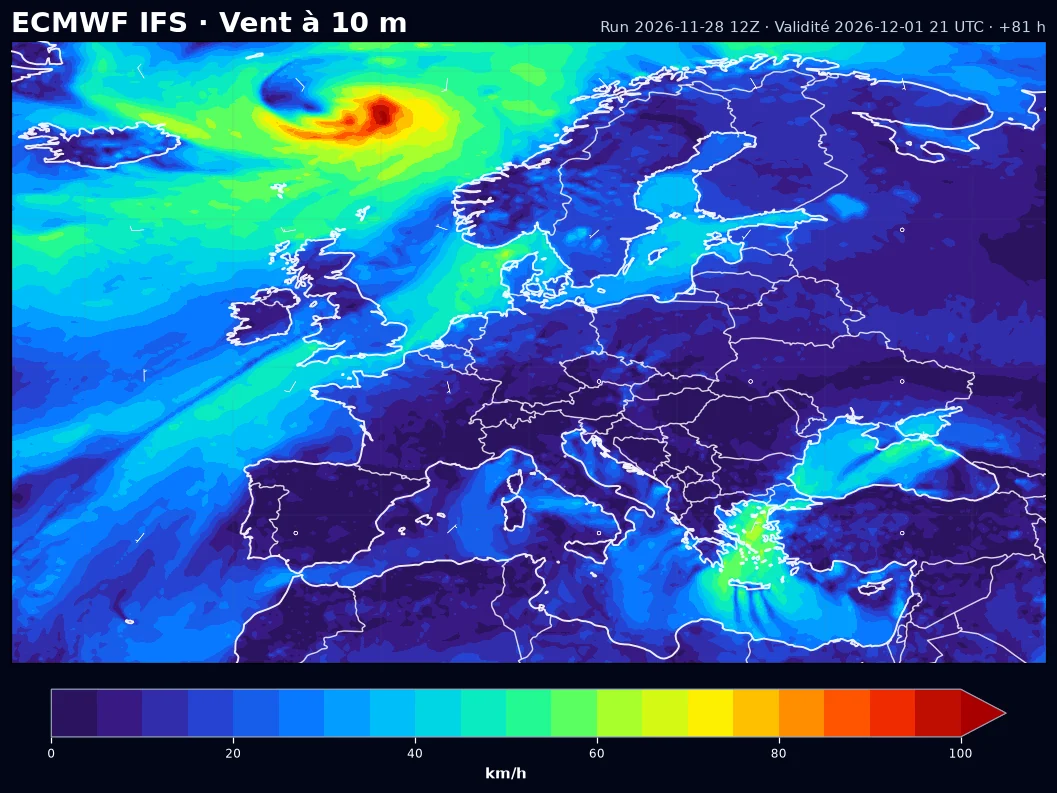 ECMWF IFS · Vent à 10 m
Run 2026-11-28 12Z · Validité 2026-12-01 21 UTC · +81 h
0 20 40 60 80 100
km/h